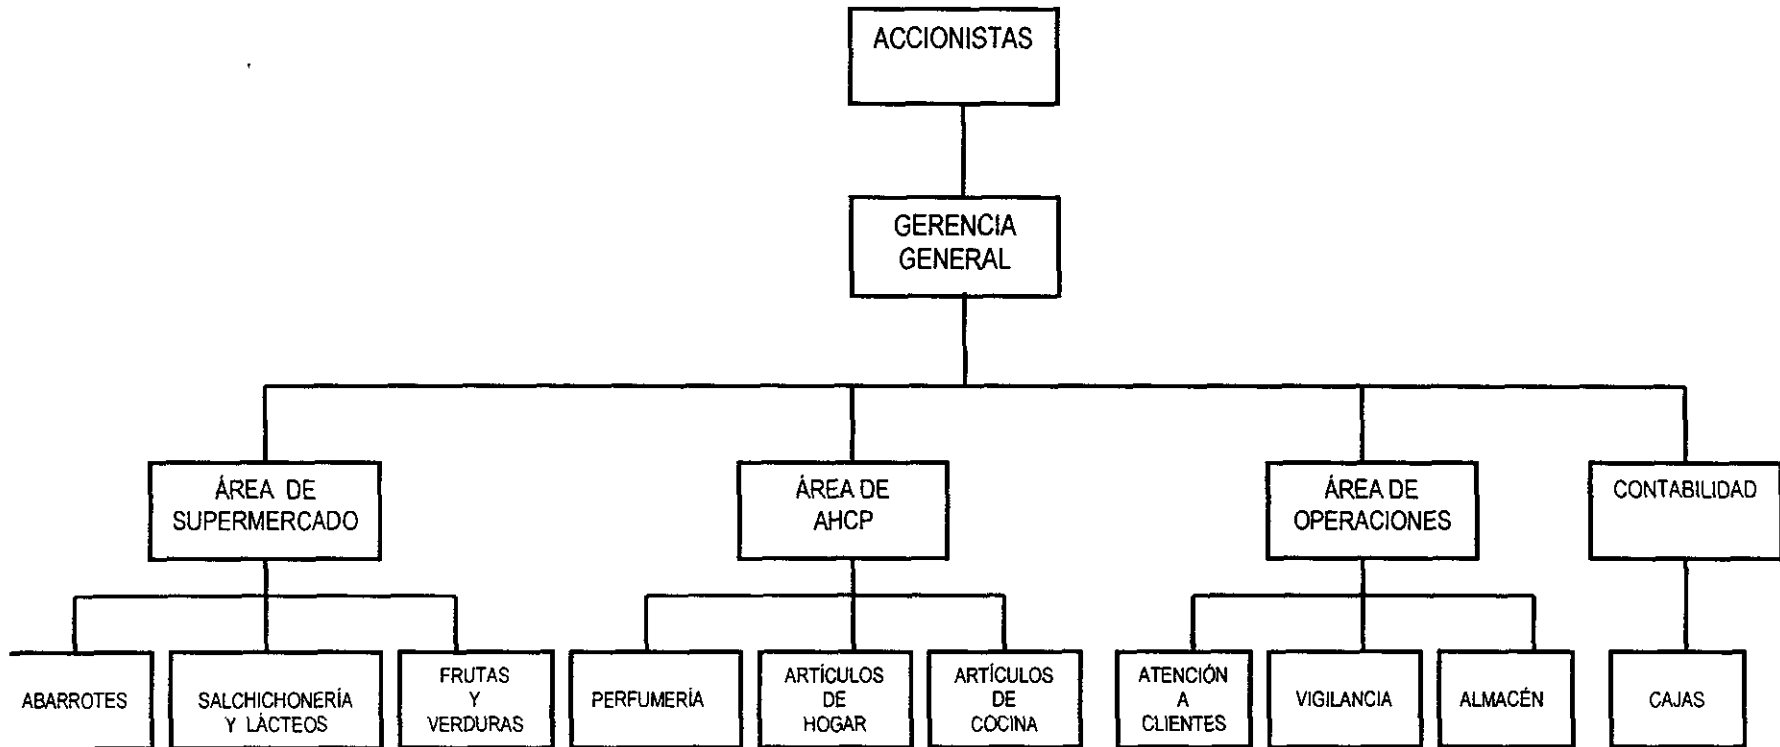 ACCIONISTAS
GERENCIA
GENERAL
ÁREA DE
SUPERMERCADO
ÁREA DE
AHCP
ÁREA DE
OPERACIONES
CONTABILIDAD
ABARROTES
SALCHICHONERÍA
Y LÁCTEOS
FRUTAS
Y
VERDURAS
PERFUMERÍA
ARTÍCULOS
DE
HOGAR
ARTÍCULOS
DE
COCINA
ATENCIÓN
A
CLIENTES
VIGILANCIA
ALMACÉN
CAJAS